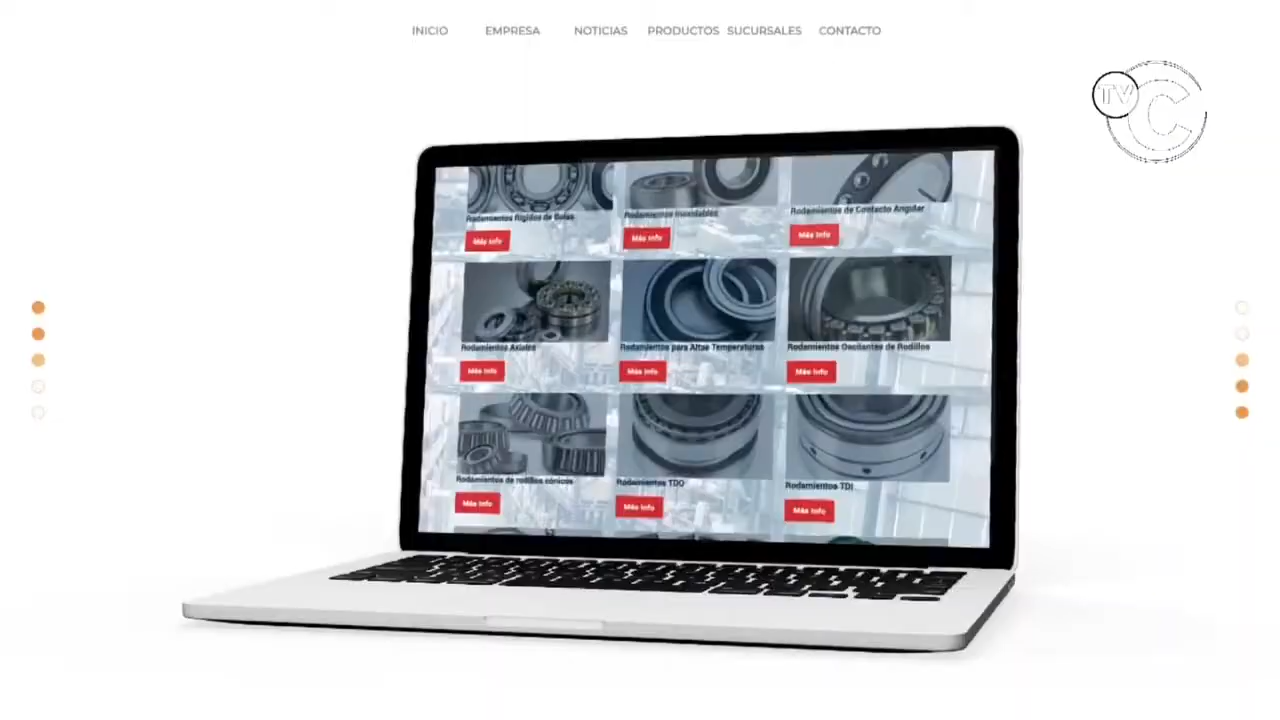 INICIO EMPRESA NOTICIAS PRODUCTOS SUCURSALES CONTACTO
TVC
Rodamientos Rígidos de Bolas Rodamientos Inoxidables Rodamientos de Contacto Angular
Más Info Más Info Más Info
Rodamientos Axiales Rodamientos para Altas Temperaturas Rodamientos Oscilantes de Rodillos
Más Info Más Info Más Info
Rodamientos de rodillos cónicos Rodamientos TDO Rodamientos TDI
Más Info Más Info Más Info